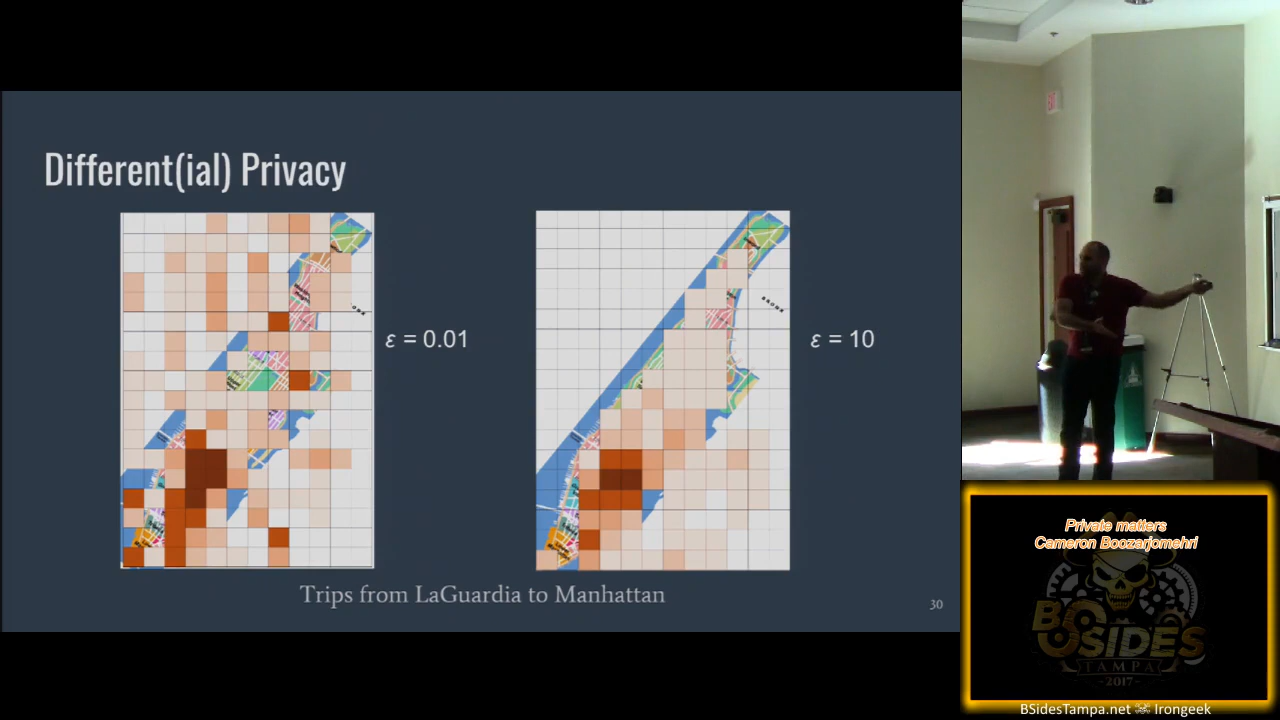 Different(ial) Privacy
ε = 0.01
ε = 10
Trips from LaGuardia to Manhattan
30
EXIT
Private matters
Cameron Boozarjomehri
BSIDES
TAMPA
-2017-
BSidesTampa.net ☠ Irongeek